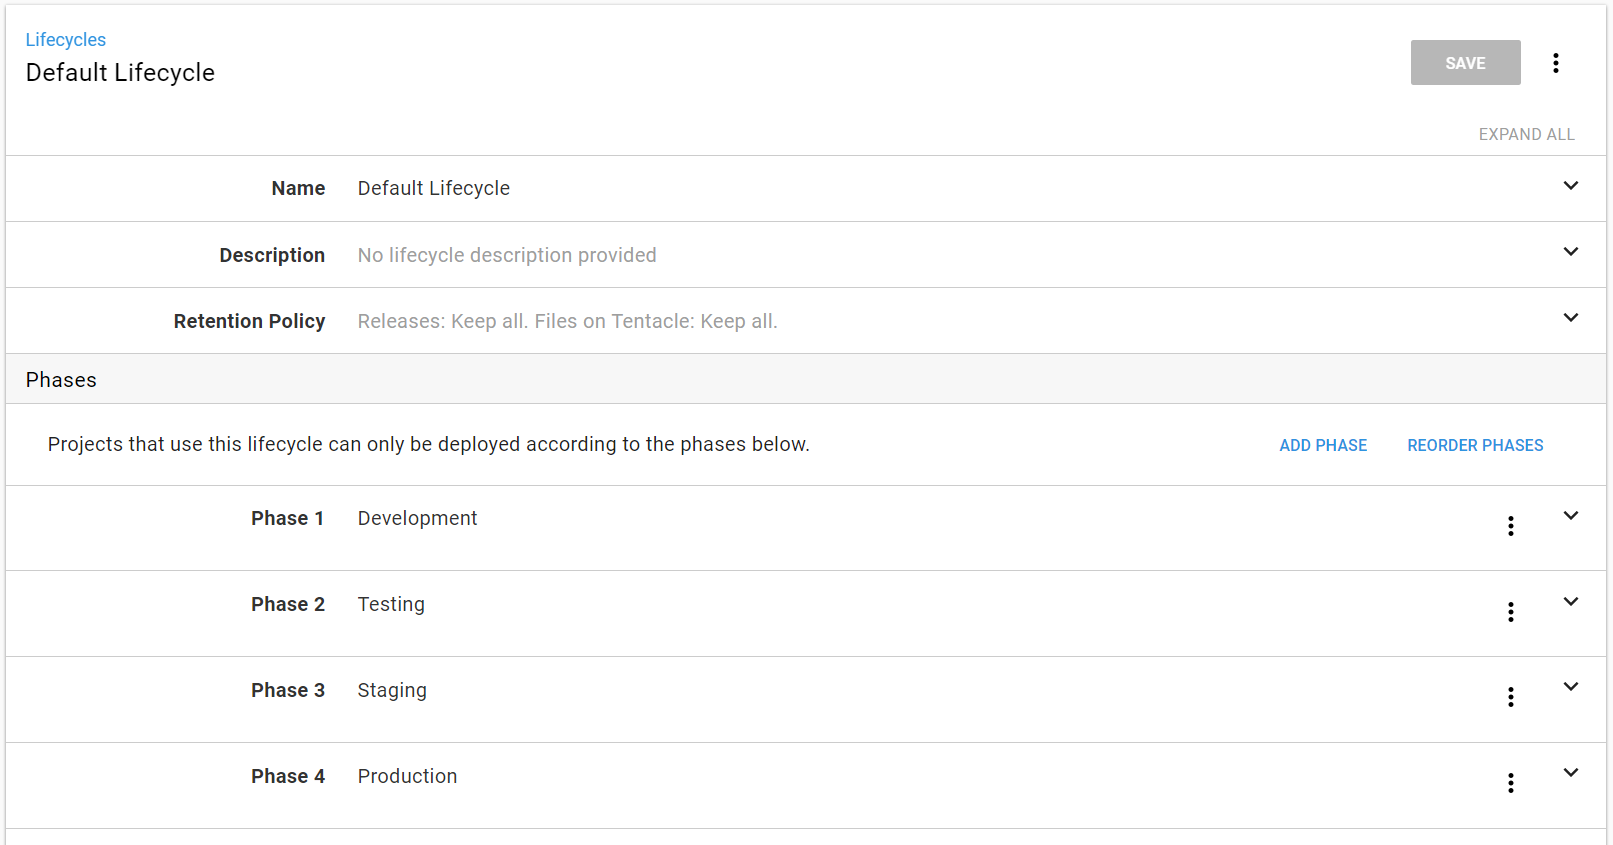 Lifecycles
Default Lifecycle
SAVE
EXPAND ALL
Name Default Lifecycle
Description No lifecycle description provided
Retention Policy Releases: Keep all. Files on Tentacle: Keep all.
Phases
Projects that use this lifecycle can only be deployed according to the phases below. ADD PHASE REORDER PHASES
Phase 1 Development
Phase 2 Testing
Phase 3 Staging
Phase 4 Production